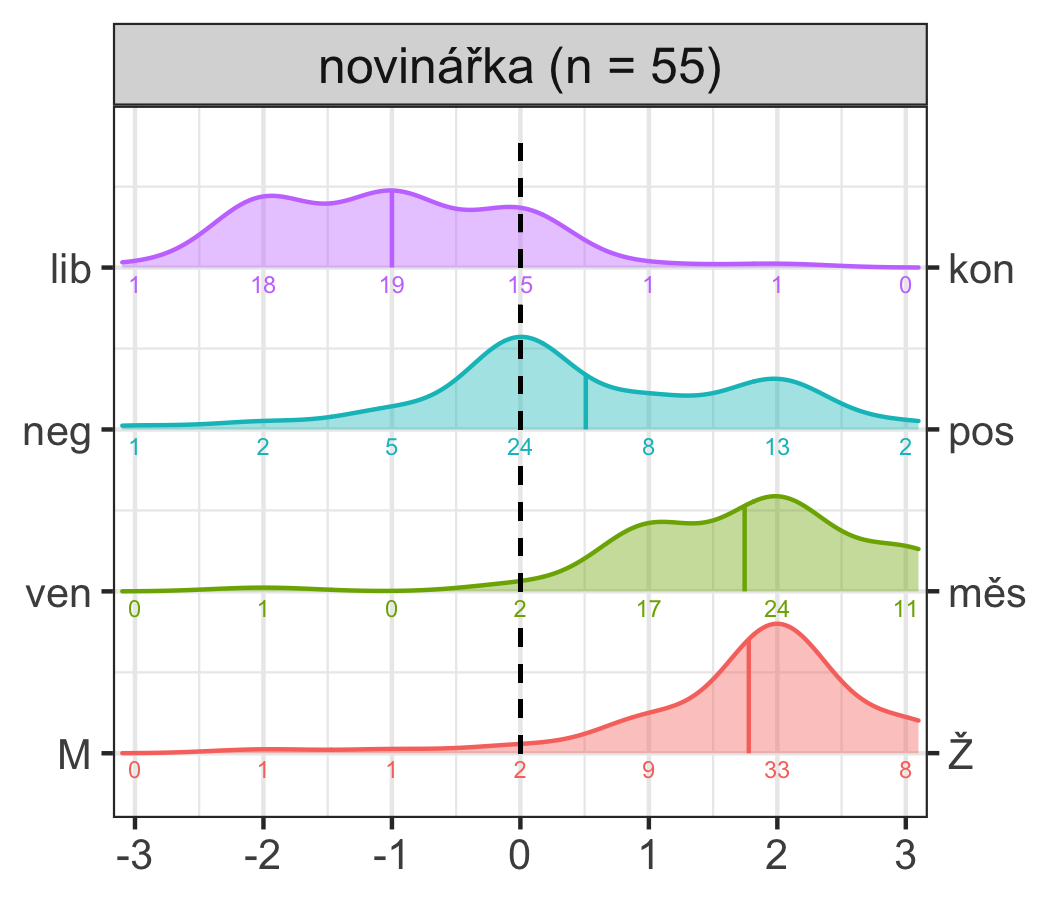 novinářka (n = 55)
lib kon
1 18 19 15 1 1 0
neg pos
1 2 5 24 8 13 2
ven měs
0 1 0 2 17 24 11
M Ž
0 1 1 2 9 33 8
-3 -2 -1 0 1 2 3